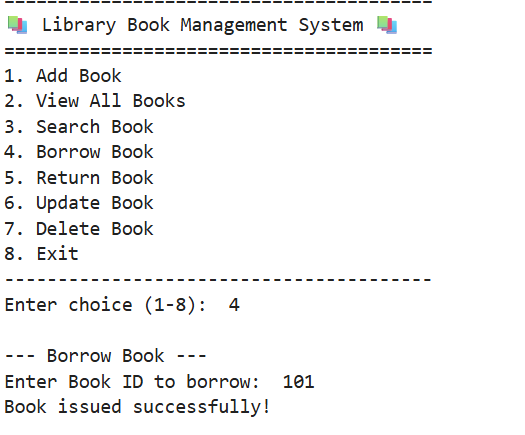 ========================================
📚 Library Book Management System 📚
========================================
1. Add Book
2. View All Books
3. Search Book
4. Borrow Book
5. Return Book
6. Update Book
7. Delete Book
8. Exit
----------------------------------------
Enter choice (1-8):  4

--- Borrow Book ---
Enter Book ID to borrow:  101
Book issued successfully!